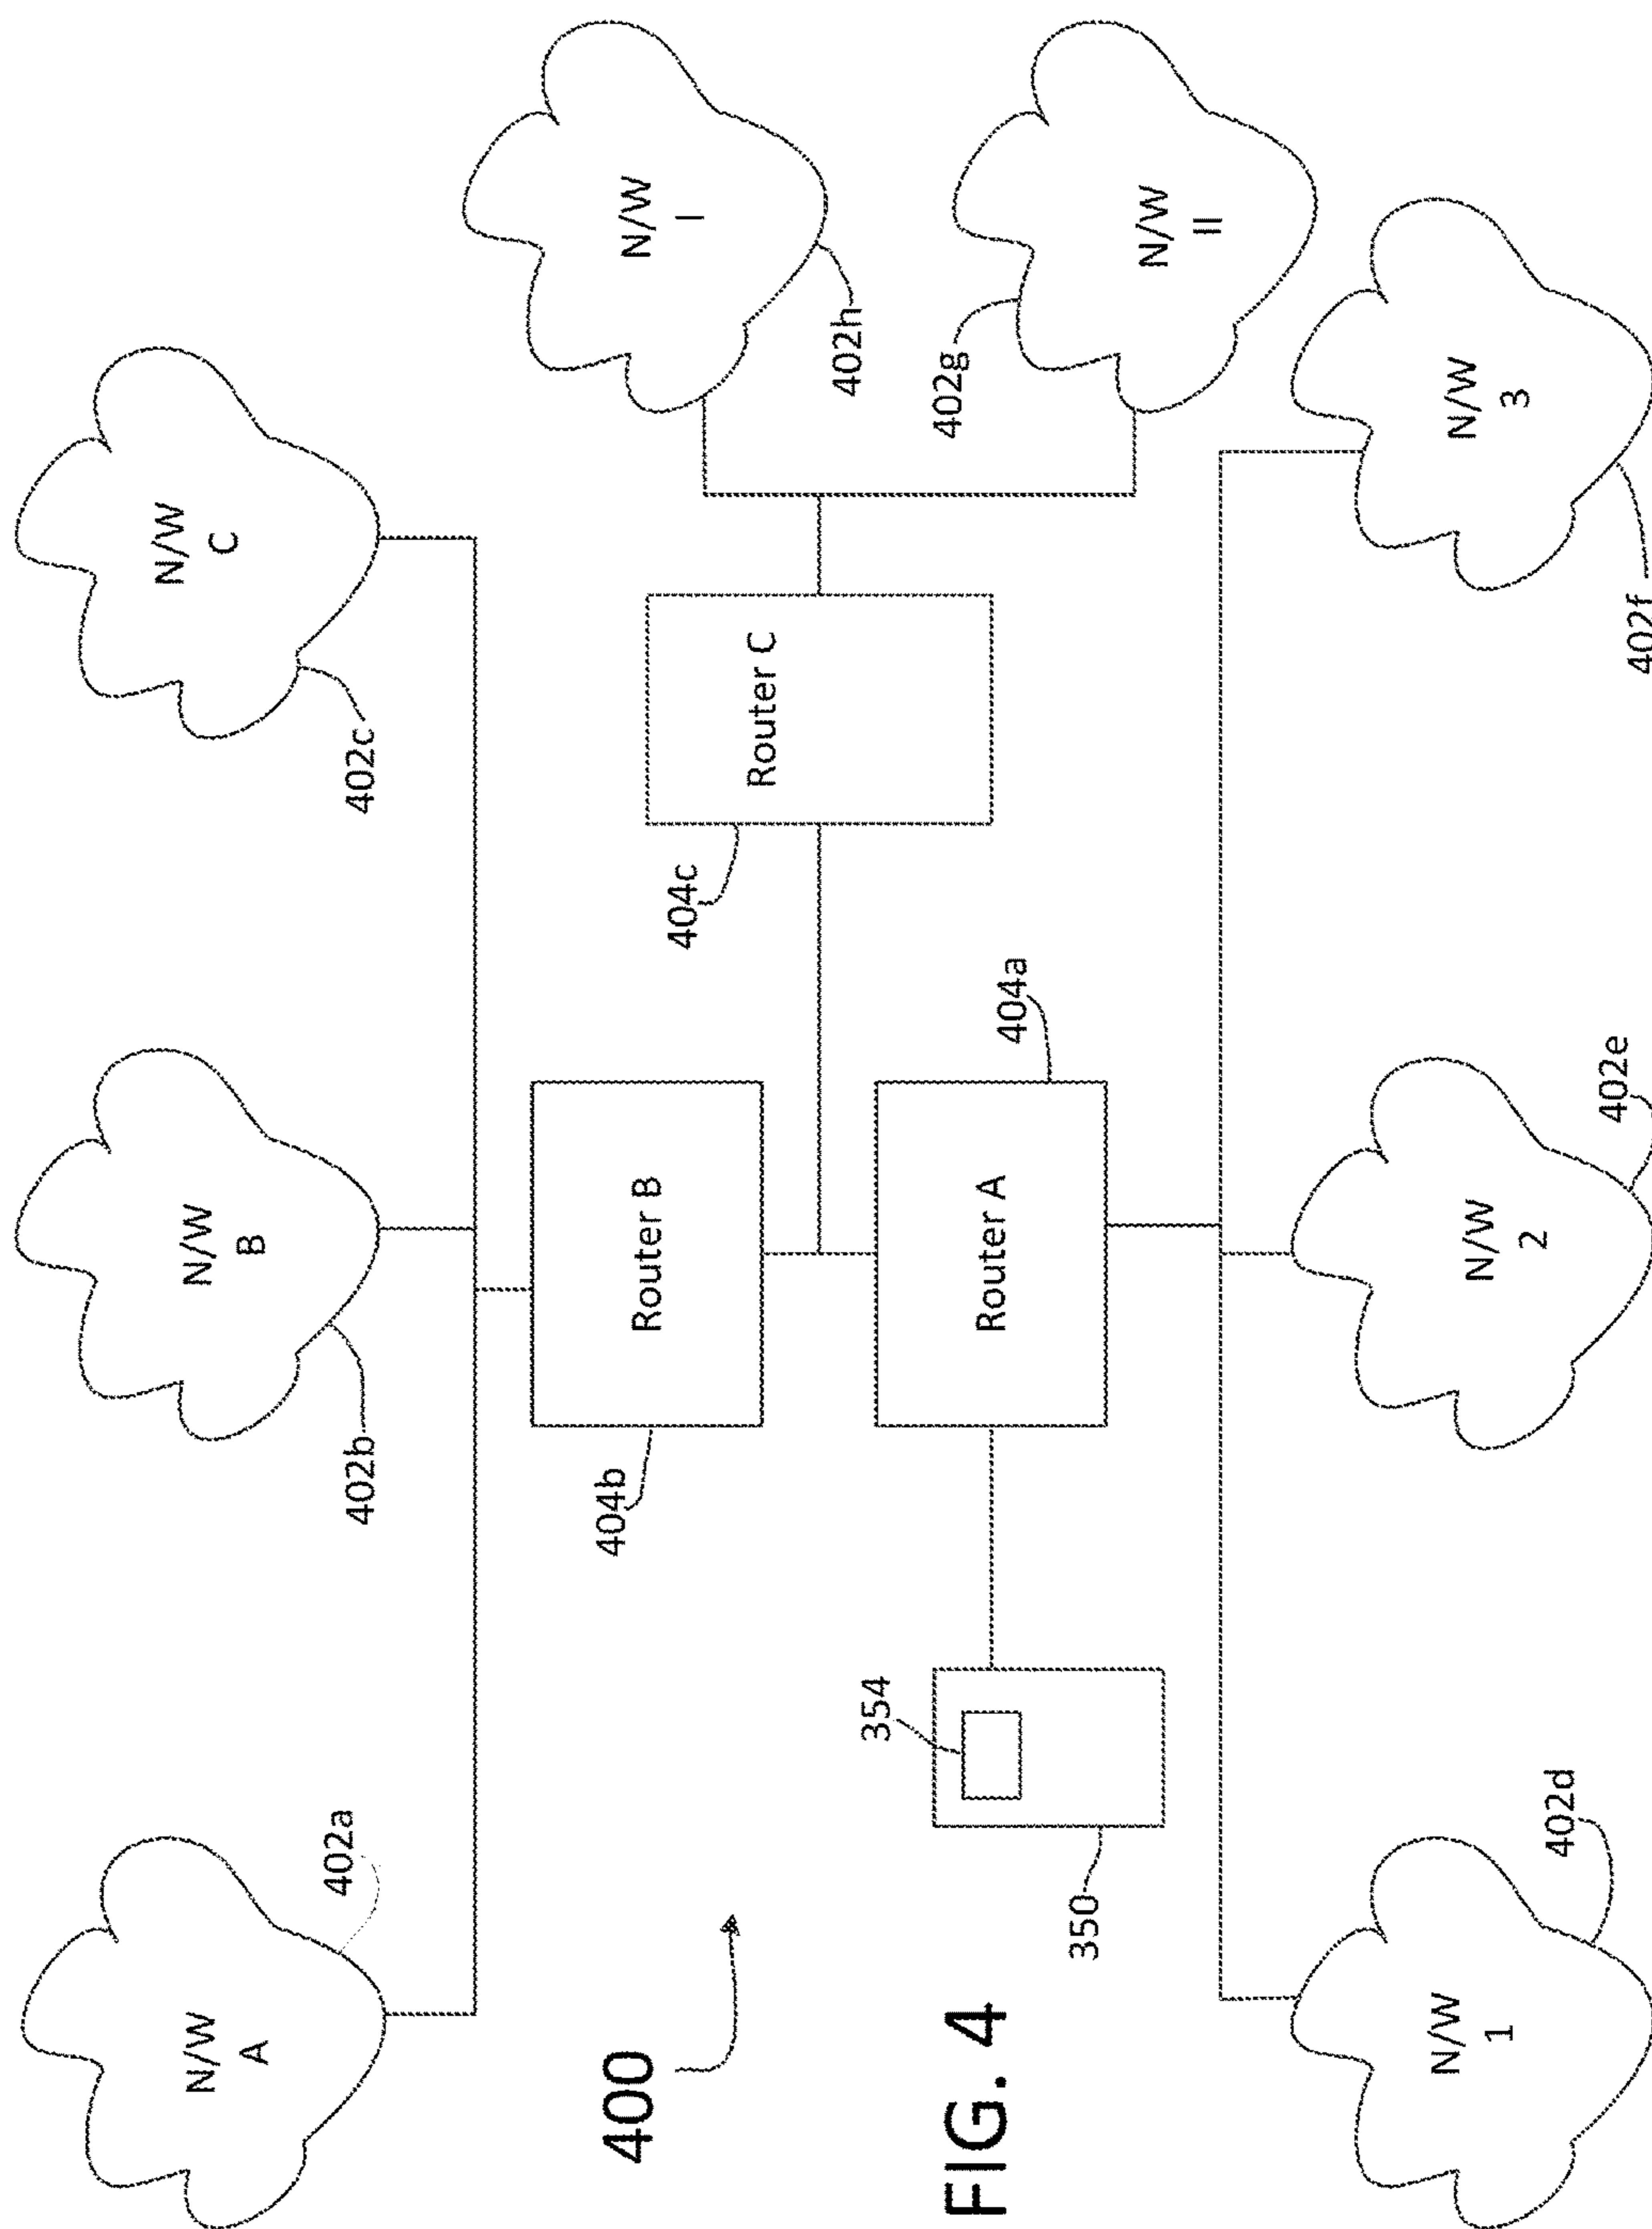 N/W
A
402a
N/W
B
402b
N/W
C
402c
400
Router B
404b
Router A
404a
Router C
404c
N/W
I
402h
N/W
II
402g
354
350
FIG. 4
N/W
1
402d
N/W
2
402e
N/W
3
402f